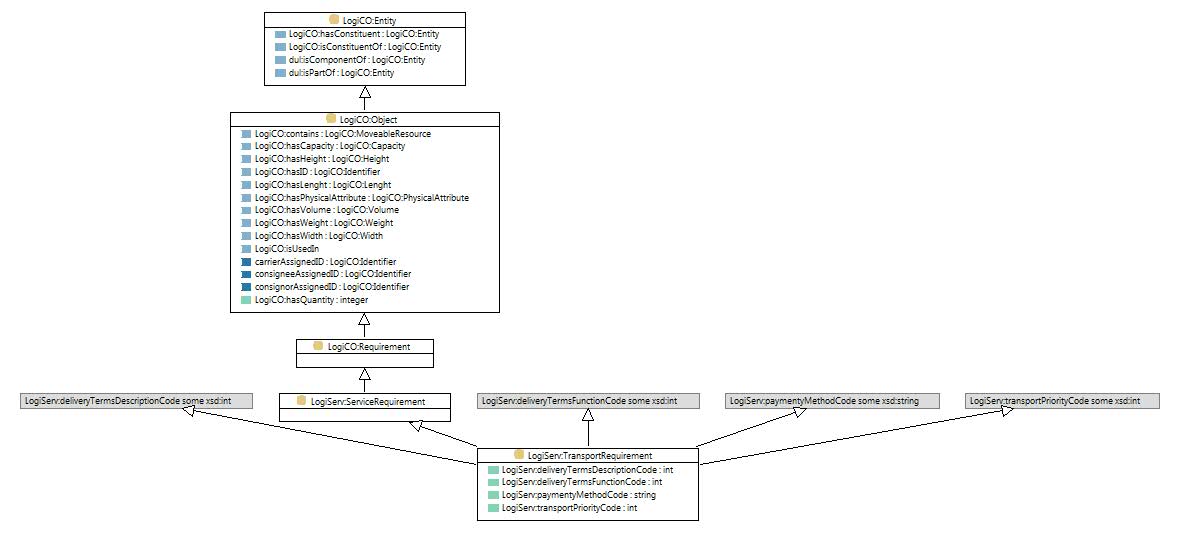 LogiCO:Entity
LogiCO:hasConstituent : LogiCO:Entity
LogiCO:isConstituentOf : LogiCO:Entity
dul:isComponentOf : LogiCO:Entity
dul:isPartOf : LogiCO:Entity
LogiCO:Object
LogiCO:contains : LogiCO:MoveableResource
LogiCO:hasCapacity : LogiCO:Capacity
LogiCO:hasHeight : LogiCO:Height
LogiCO:hasID : LogiCO:Identifier
LogiCO:hasLenght : LogiCO:Lenght
LogiCO:hasPhysicalAttribute : LogiCO:PhysicalAttribute
LogiCO:hasVolume : LogiCO:Volume
LogiCO:hasWeight : LogiCO:Weight
LogiCO:hasWidth : LogiCO:Width
LogiCO:isUsedIn
carrierAssignedID : LogiCO:Identifier
consigneeAssignedID : LogiCO:Identifier
consignorAssignedID : LogiCO:Identifier
LogiCO:hasQuantity : integer
LogiCO:Requirement
LogiServ:deliveryTermsDescriptionCode some xsd:int
LogiServ:ServiceRequirement
LogiServ:deliveryTermsFunctionCode some xsd:int
LogiServ:paymentyMethodCode some xsd:string
LogiServ:transportPriorityCode some xsd:int
LogiServ:TransportRequirement
LogiServ:deliveryTermsDescriptionCode : int
LogiServ:deliveryTermsFunctionCode : int
LogiServ:paymentyMethodCode : string
LogiServ:transportPriorityCode : int